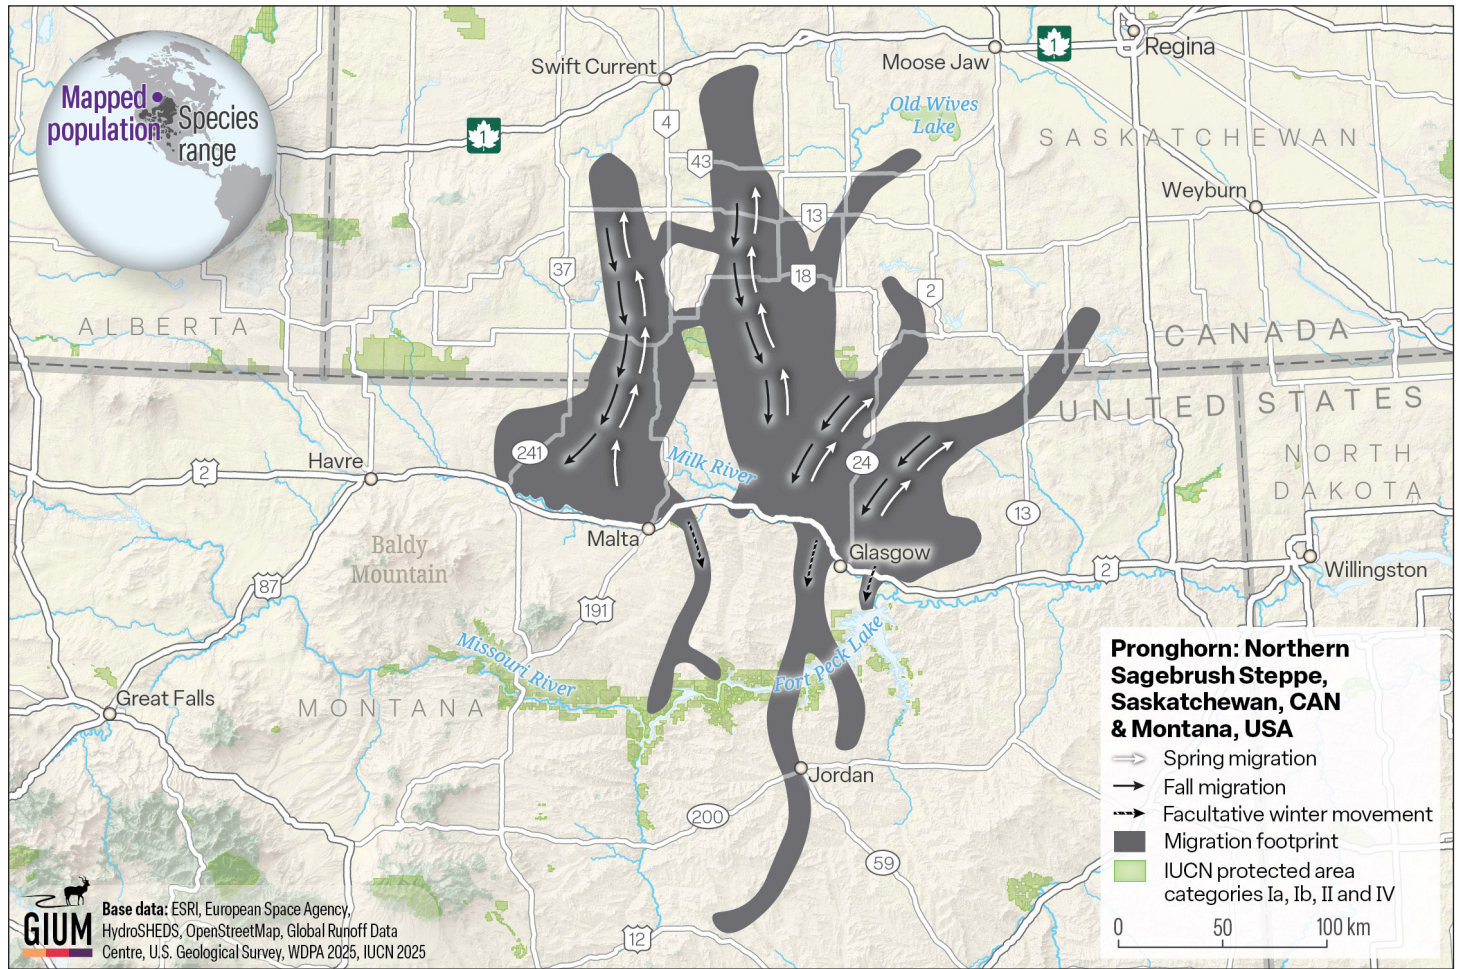 Mapped
population
Species
range
Swift Current
Moose Jaw
Regina
1
1
4
43
Old Wives
Lake
SASKATCHEWAN
Weyburn
13
37
18
2
ALBERTA
CANADA
UNITED STATES
NORTH
DAKOTA
Havre
2
241
Milk River
24
13
Malta
Baldy
Mountain
Glasgow
2
Willingston
87
191
Missouri River
Fort Peck Lake
Great Falls
MONTANA
Jordan
200
59
12
Pronghorn: Northern
Sagebrush Steppe,
Saskatchewan, CAN
& Montana, USA
Spring migration
Fall migration
Facultative winter movement
Migration footprint
IUCN protected area
categories Ia, Ib, II and IV
0 50 100 km
GIUM
Base data: ESRI, European Space Agency,
HydroSHEDS, OpenStreetMap, Global Runoff Data
Centre, U.S. Geological Survey, WDPA 2025, IUCN 2025